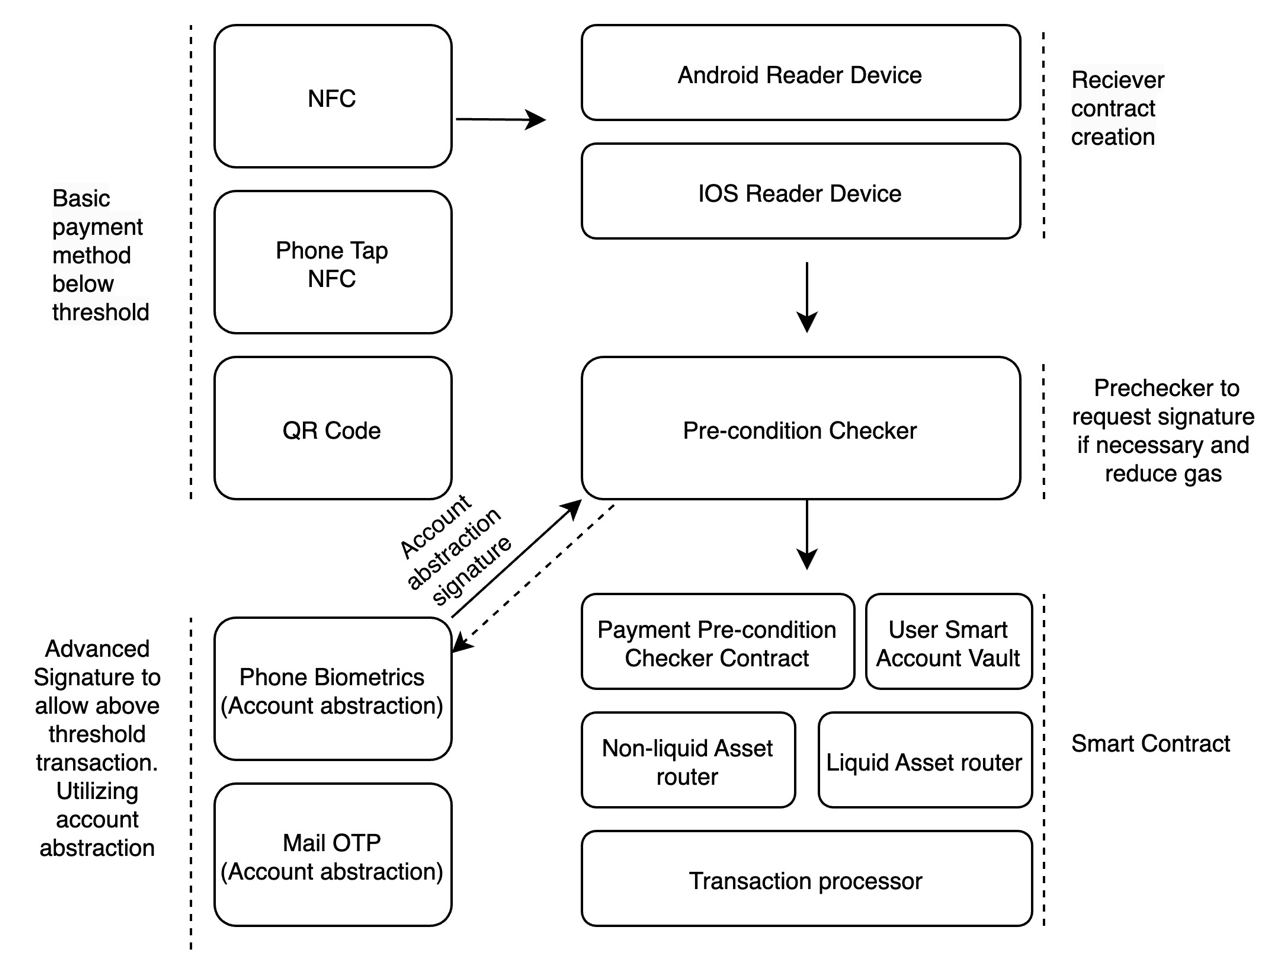 NFC
Android Reader Device
Reciever
contract
creation
IOS Reader Device
Basic
payment
method
below
threshold
Phone Tap
NFC
QR Code
Pre-condition Checker
Prechecker to
request signature
if necessary and
reduce gas
Account
abstraction
signature
Advanced
Signature to
allow above
threshold
transaction.
Utilizing
account
abstraction
Phone Biometrics
(Account abstraction)
Mail OTP
(Account abstraction)
Payment Pre-condition
Checker Contract
User Smart
Account Vault
Non-liquid Asset
router
Liquid Asset router
Smart Contract
Transaction processor